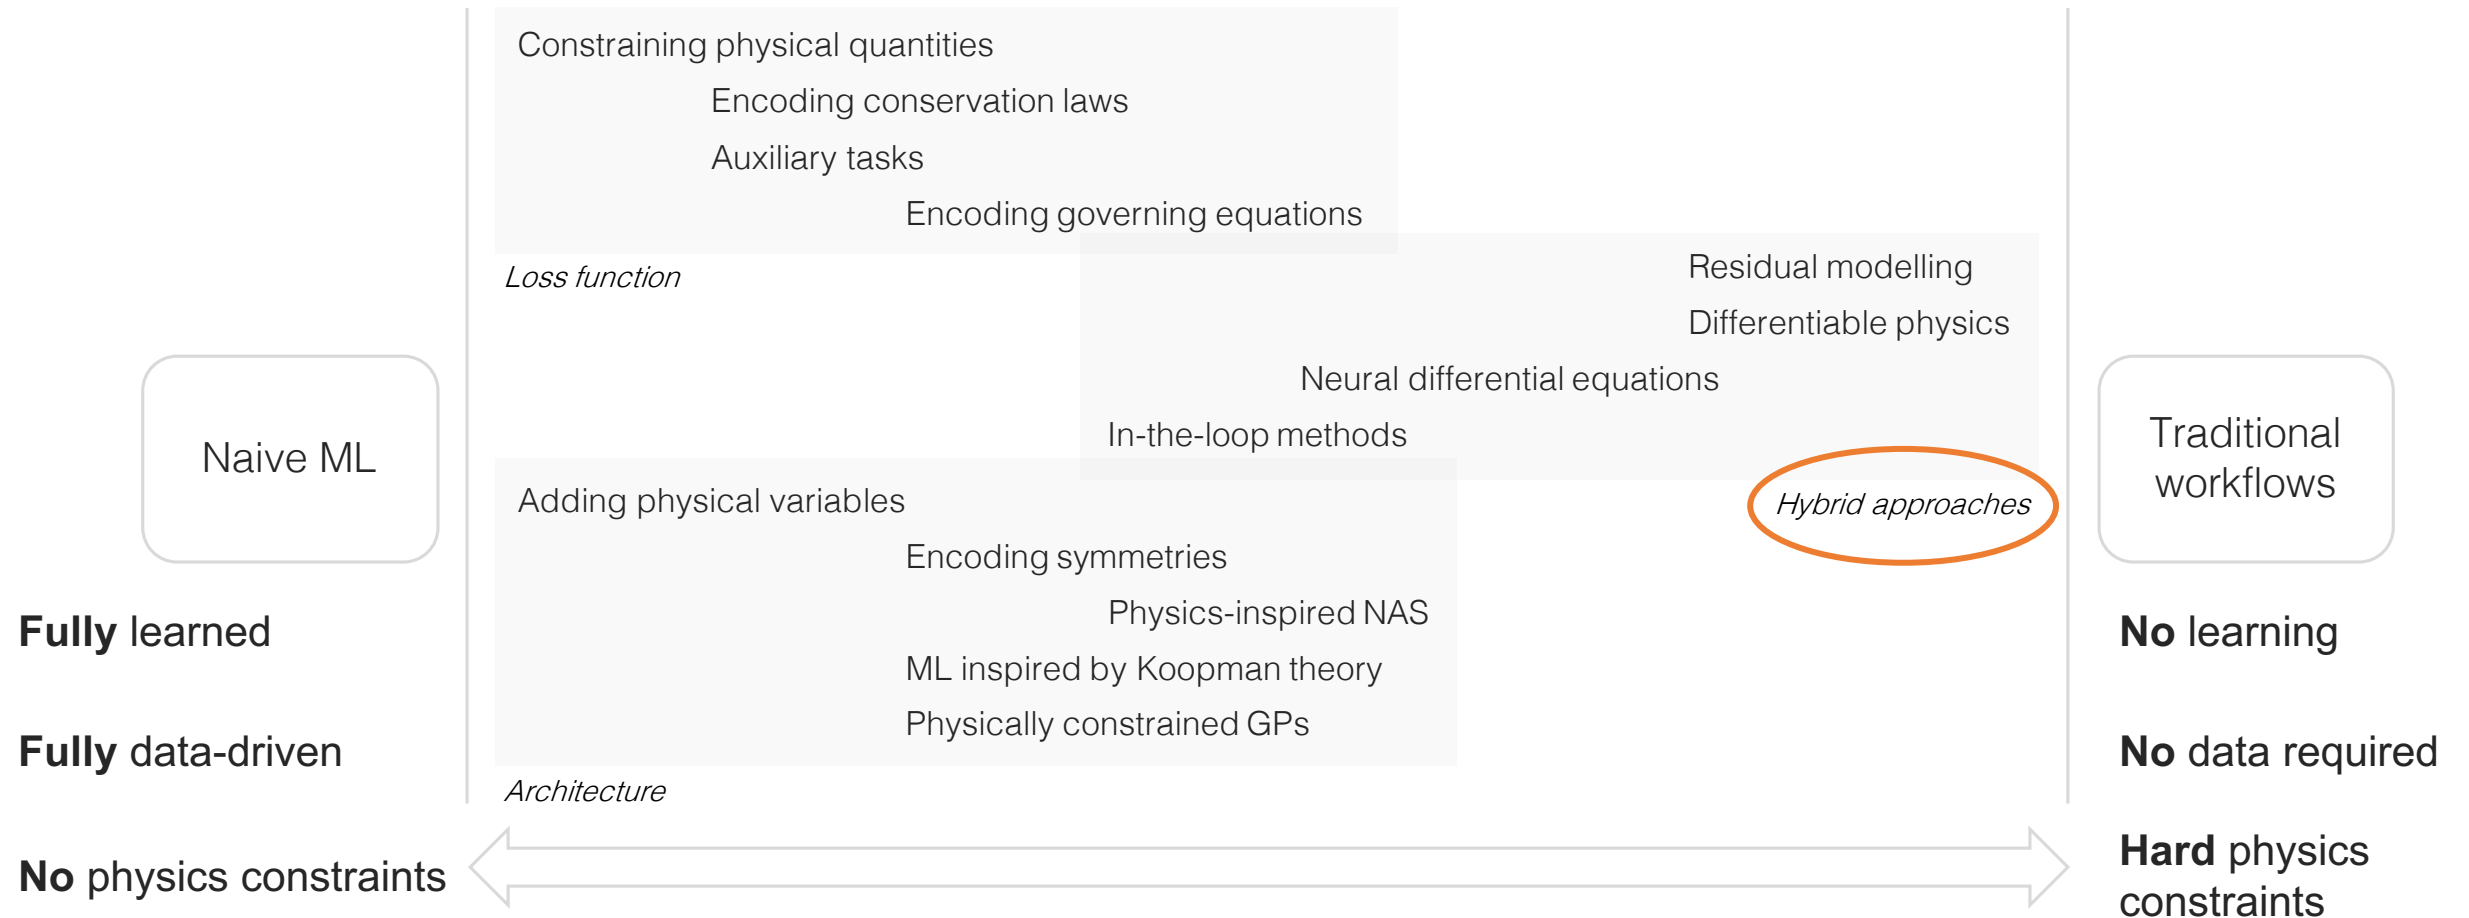 Constraining physical quantities
Encoding conservation laws
Auxiliary tasks
Encoding governing equations
Loss function
Residual modelling
Differentiable physics
Neural differential equations
In-the-loop methods
Hybrid approaches
Adding physical variables
Encoding symmetries
Physics-inspired NAS
ML inspired by Koopman theory
Physically constrained GPs
Architecture
Naive ML
Fully learned
Fully data-driven
No physics constraints
Traditional
workflows
No learning
No data required
Hard physics
constraints